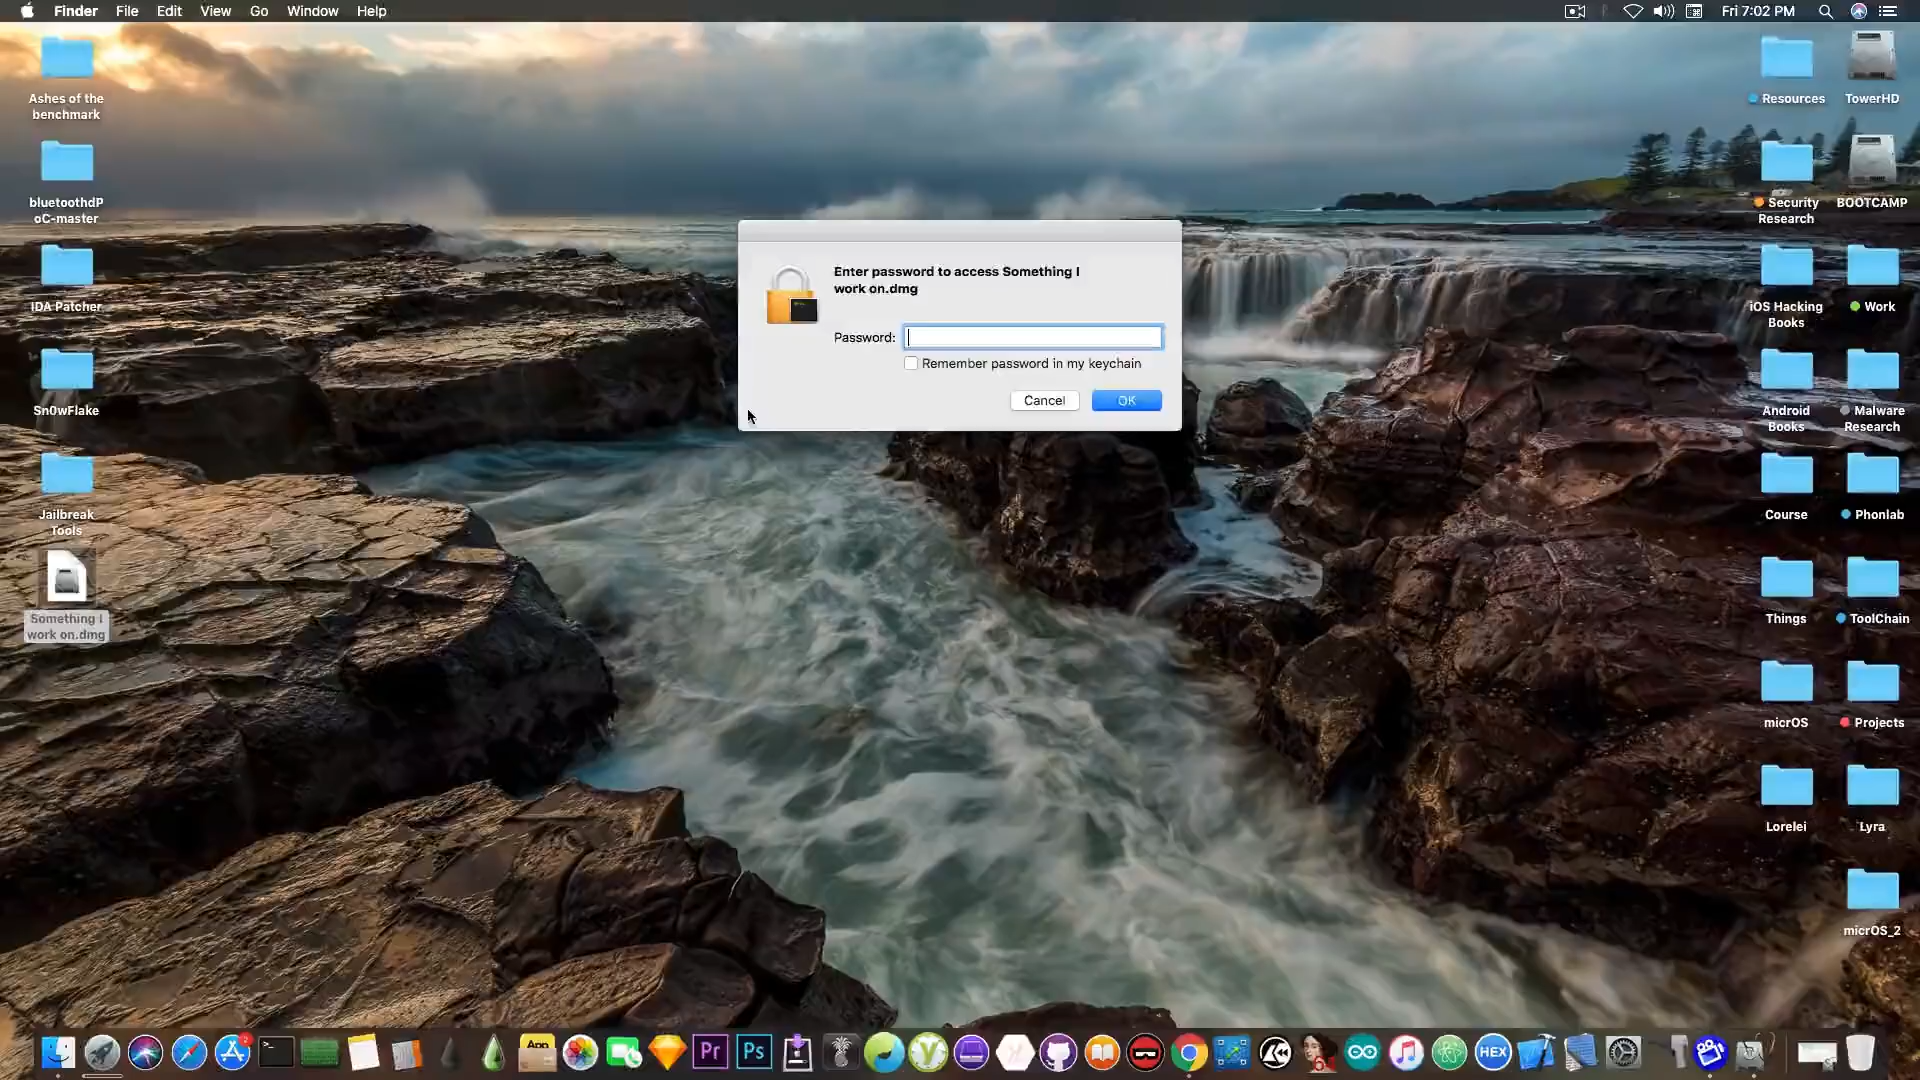 Finder File Edit View Go Window Help
Fri 7:02 PM
Ashes of the
benchmark
bluetoothdP
oC-master
IDA Patcher
Sn0wFlake
Jailbreak
Tools
Something I
work on.dmg
Enter password to access Something I
work on.dmg
Password:
Remember password in my keychain
Cancel
OK
Resources
TowerHD
Security
Research
BOOTCAMP
iOS Hacking
Books
Work
Android
Books
Malware
Research
Course
Phonlab
Things
ToolChain
micrOS
Projects
Lorelei
Lyra
micrOS_2
2
App
Pr
Ps
HEX